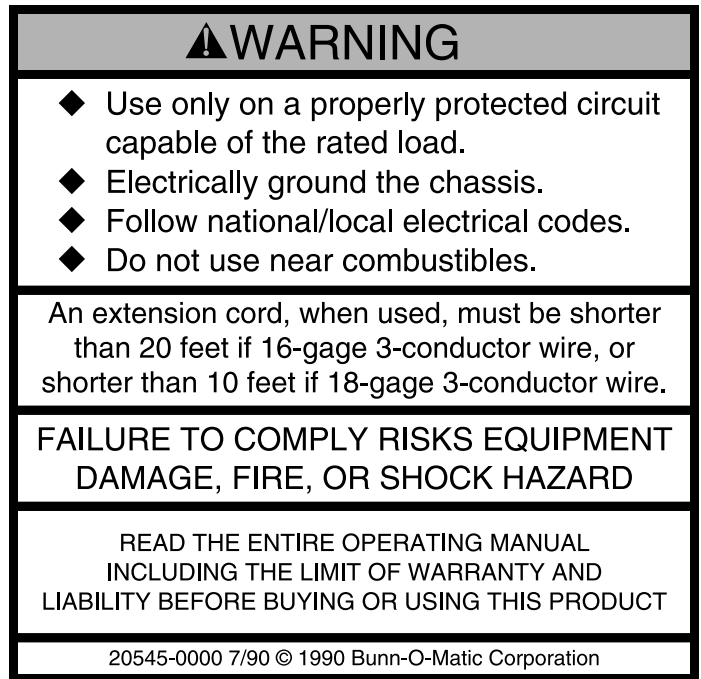 ⚠WARNING
◆ Use only on a properly protected circuit
capable of the rated load.
◆ Electrically ground the chassis.
◆ Follow national/local electrical codes.
◆ Do not use near combustibles.
An extension cord, when used, must be shorter
than 20 feet if 16-gage 3-conductor wire, or
shorter than 10 feet if 18-gage 3-conductor wire.
FAILURE TO COMPLY RISKS EQUIPMENT
DAMAGE, FIRE, OR SHOCK HAZARD
READ THE ENTIRE OPERATING MANUAL
INCLUDING THE LIMIT OF WARRANTY AND
LIABILITY BEFORE BUYING OR USING THIS PRODUCT
20545-0000 7/90 © 1990 Bunn-O-Matic Corporation